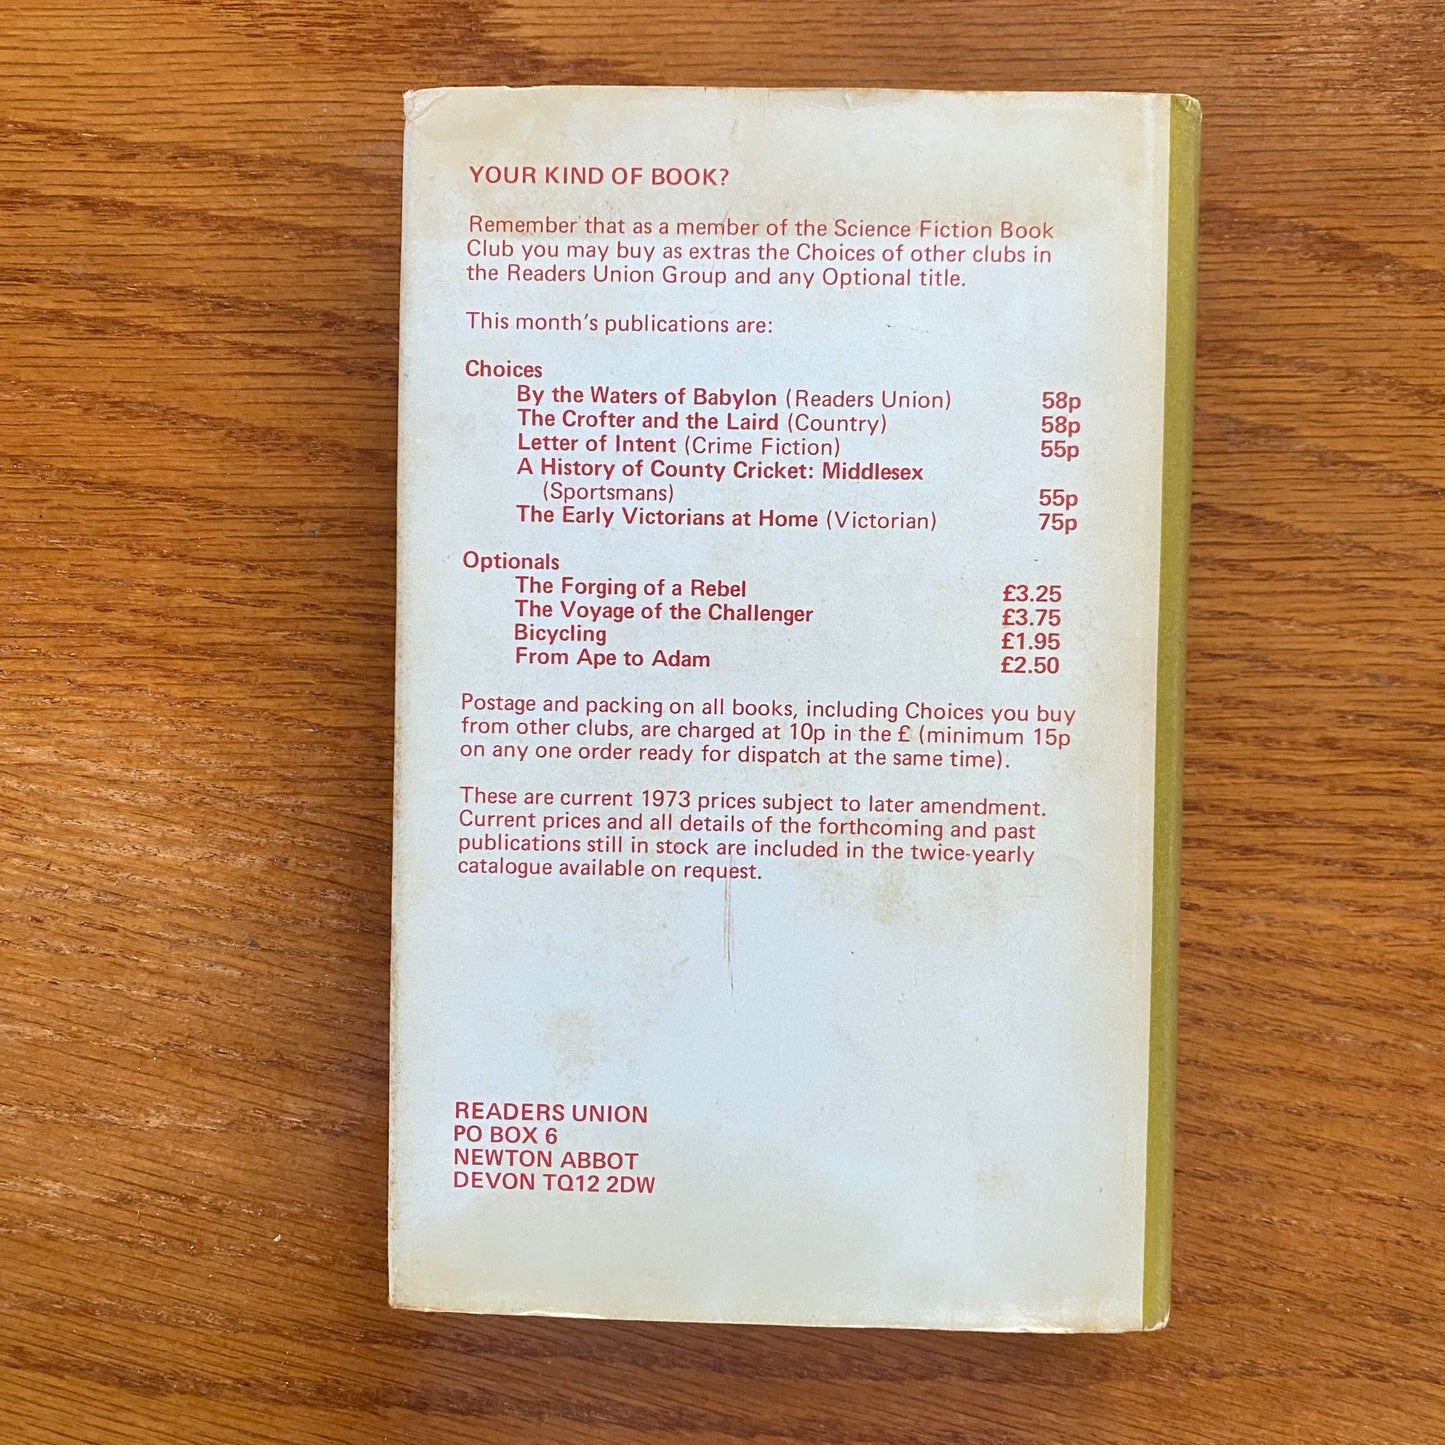 YOUR KIND OF BOOK?
Remember that as a member of the Science Fiction Book
Club you may buy as extras the Choices of other clubs in
the Readers Union Group and any Optional title.
This month's publications are:
Choices
By the Waters of Babylon (Readers Union) 58p
The Crofter and the Laird (Country) 58p
Letter of Intent (Crime Fiction) 55p
A History of County Cricket: Middlesex
(Sportsmans) 55p
The Early Victorians at Home (Victorian) 75p
Optionals
The Forging of a Rebel £3.25
The Voyage of the Challenger £3.75
Bicycling £1.95
From Ape to Adam £2.50
Postage and packing on all books, including Choices you buy
from other clubs, are charged at 10p in the £ (minimum 15p
on any one order ready for dispatch at the same time).
These are current 1973 prices subject to later amendment.
Current prices and all details of the forthcoming and past
publications still in stock are included in the twice-yearly
catalogue available on request.
READERS UNION
PO BOX 6
NEWTON ABBOT
DEVON TQ12 2DW